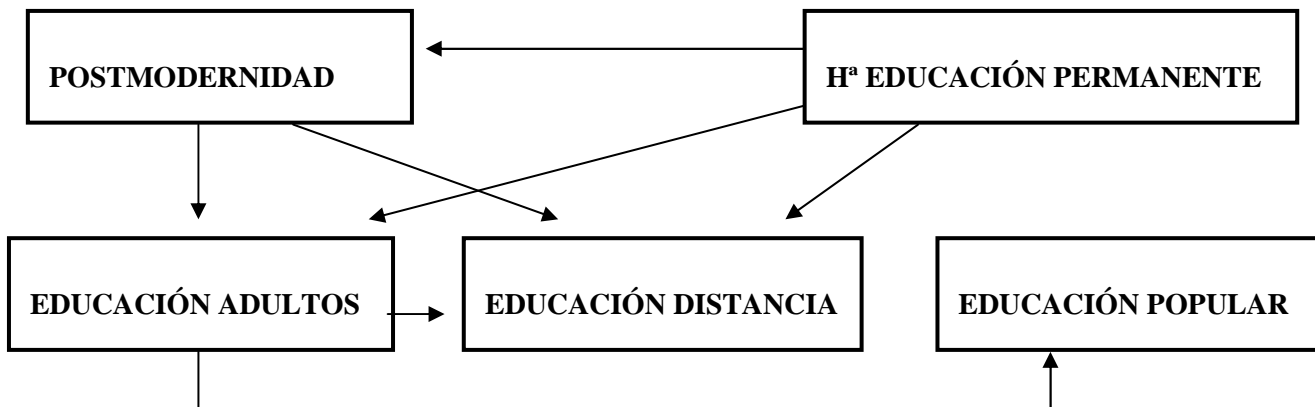 POSTMODERNIDAD
Hª EDUCACIÓN PERMANENTE
EDUCACIÓN ADULTOS
EDUCACIÓN DISTANCIA
EDUCACIÓN POPULAR